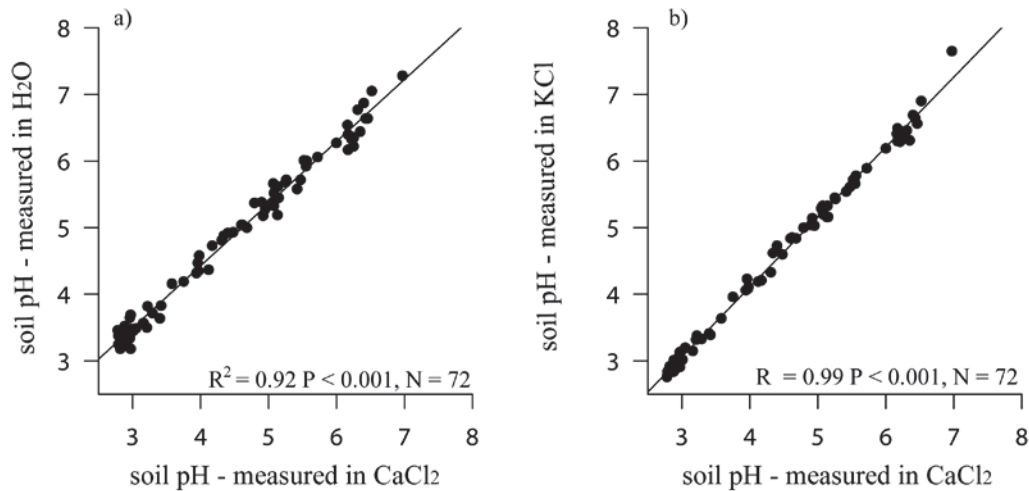 a)
8
7
6
5
4
3
soil pH - measured in H2O
R² = 0.92 P < 0.001, N = 72
3 4 5 6 7 8
soil pH - measured in CaCl2
b)
8
7
6
5
4
3
soil pH - measured in KCl
R = 0.99 P < 0.001, N = 72
3 4 5 6 7 8
soil pH - measured in CaCl2